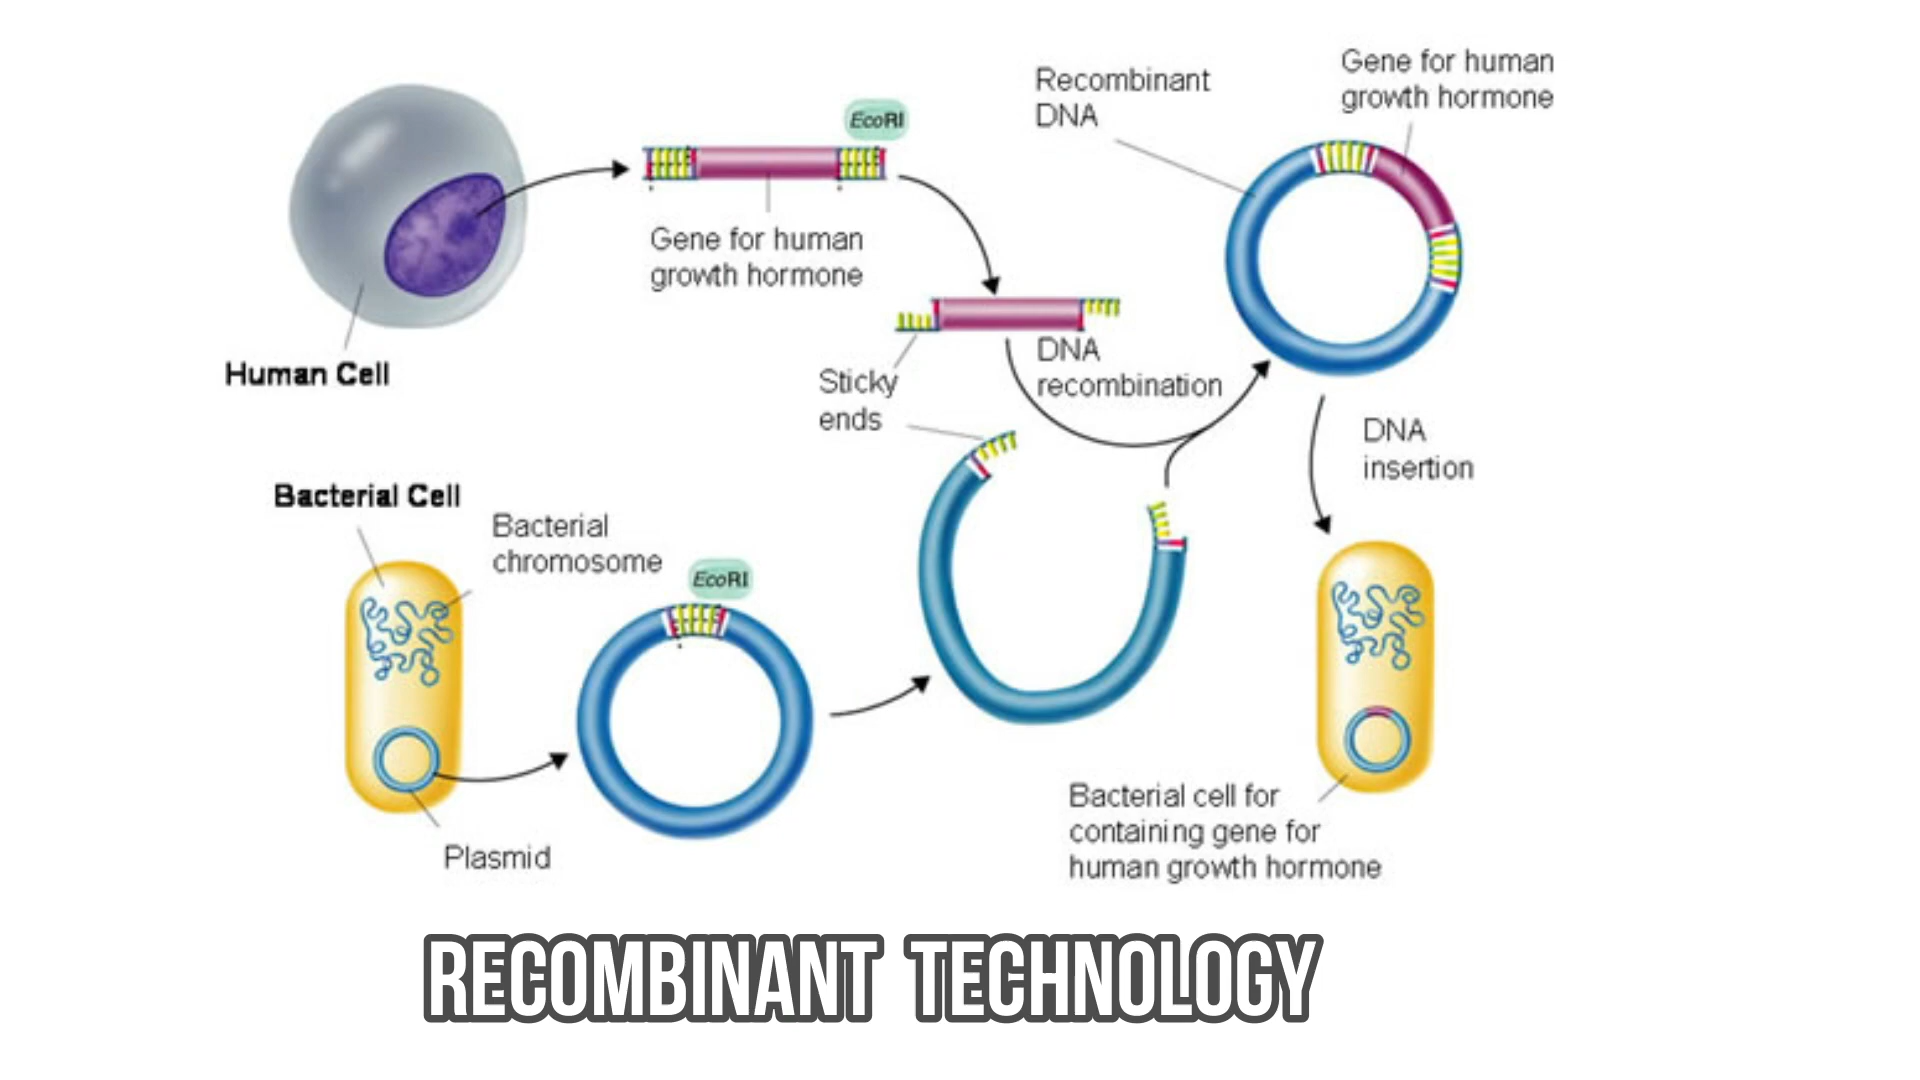 Recombinant
DNA
Gene for human
growth hormone
EcoRI
Gene for human
growth hormone
Human Cell
Sticky
ends
DNA
recombination
DNA
insertion
Bacterial Cell
Bacterial
chromosome
EcoRI
Plasmid
Bacterial cell for
containing gene for
human growth hormone
RECOMBINANT TECHNOLOGY